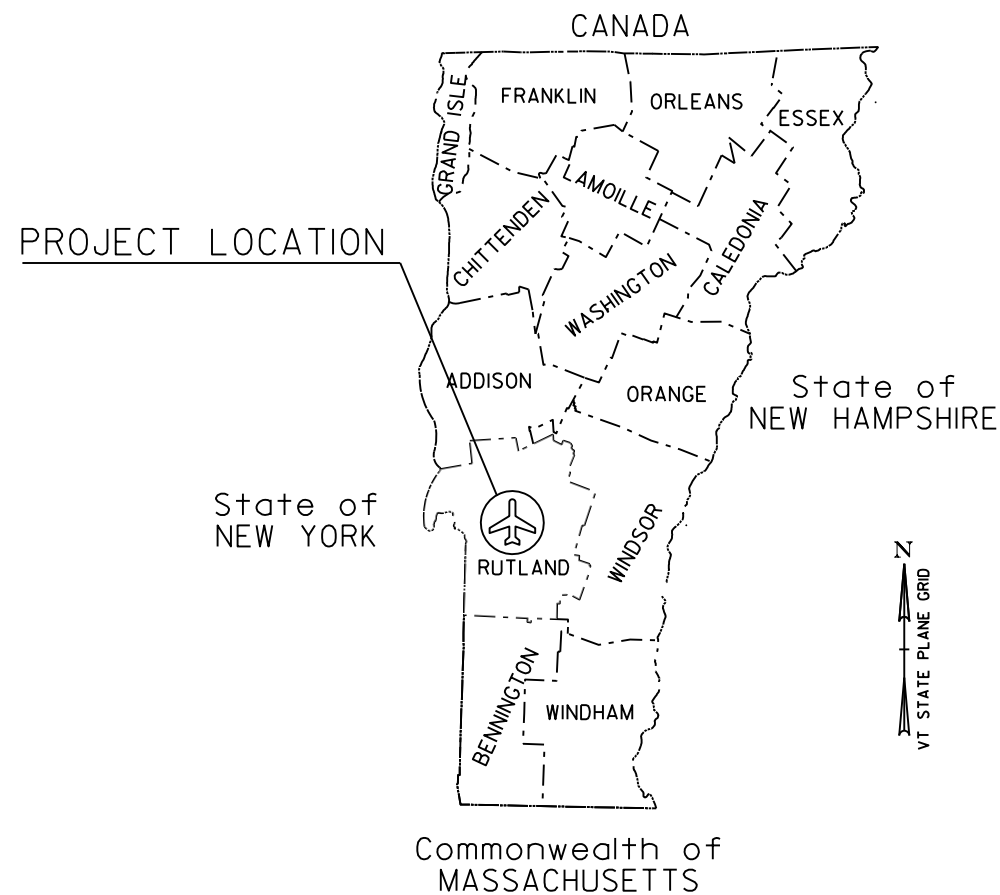 CANADA
FRANKLIN
ORLEANS
ESSEX
GRAND ISLE
LAMOILLE
CHITTENDEN
CALEDONIA
PROJECT LOCATION
WASHINGTON
ADDISON
ORANGE
State of
NEW HAMPSHIRE
State of
NEW YORK
WINDSOR
RUTLAND
N
VT STATE PLANE GRID
BENNINGTON
WINDHAM
Commonwealth of
MASSACHUSETTS